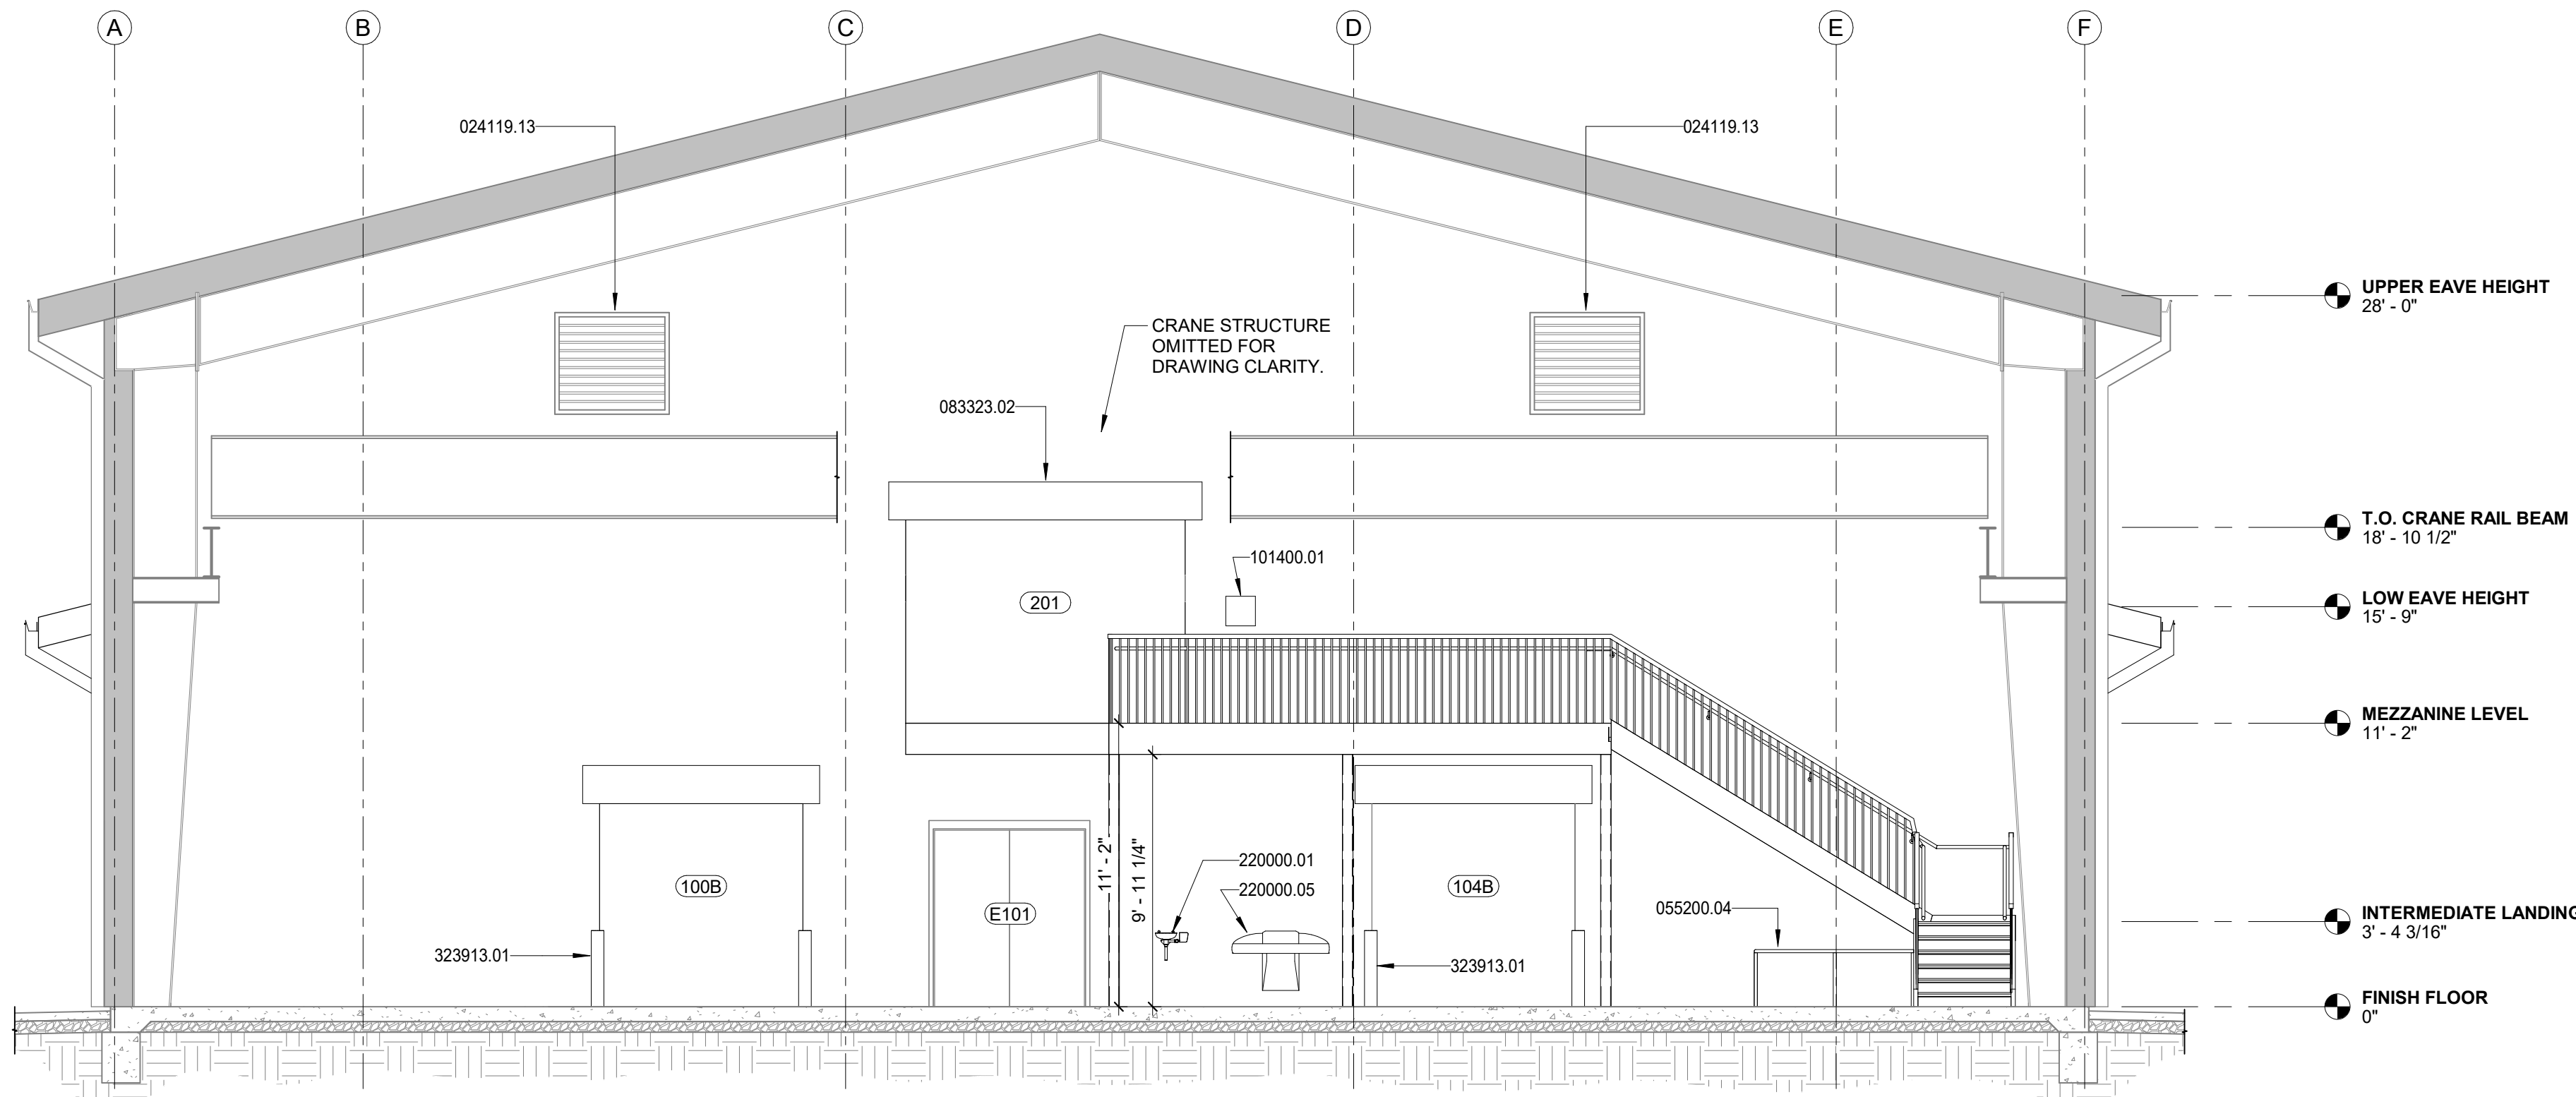 A
B
C
D
E
F
024119.13
024119.13
UPPER EAVE HEIGHT
28' - 0"
CRANE STRUCTURE
OMITTED FOR
DRAWING CLARITY.
083323.02
T.O. CRANE RAIL BEAM
18' - 10 1/2"
101400.01
201
LOW EAVE HEIGHT
15' - 9"
MEZZANINE LEVEL
11' - 2"
11' - 2"
9' - 11 1/4"
220000.01
220000.05
100B
E101
104B
055200.04
323913.01
323913.01
INTERMEDIATE LANDING
3' - 4 3/16"
FINISH FLOOR
0"